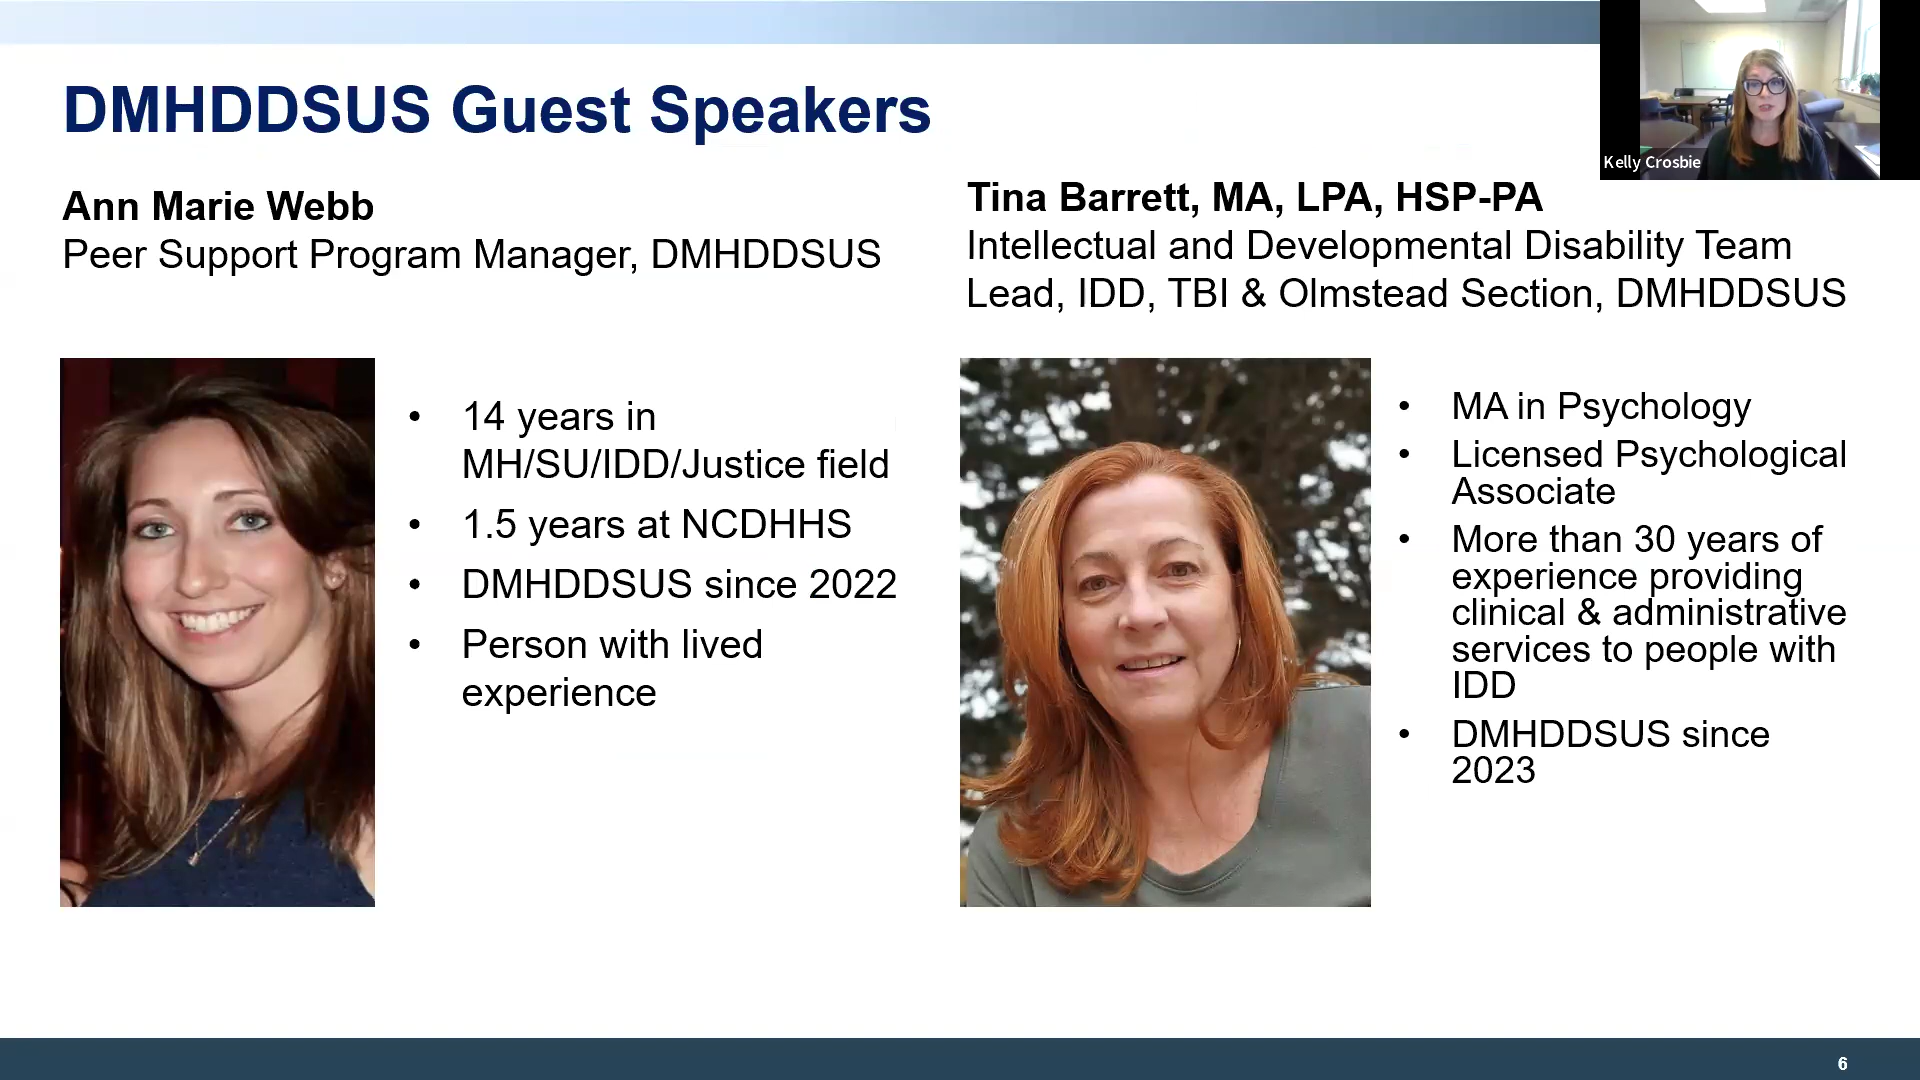 DMHDDSUS Guest Speakers
Kelly Crosbie
Ann Marie Webb
Peer Support Program Manager, DMHDDSUS
• 14 years in
MH/SU/IDD/Justice field
• 1.5 years at NCDHHS
• DMHDDSUS since 2022
• Person with lived
experience
Tina Barrett, MA, LPA, HSP-PA
Intellectual and Developmental Disability Team
Lead, IDD, TBI & Olmstead Section, DMHDDSUS
• MA in Psychology
• Licensed Psychological
Associate
• More than 30 years of
experience providing
clinical & administrative
services to people with
IDD
• DMHDDSUS since
2023
6